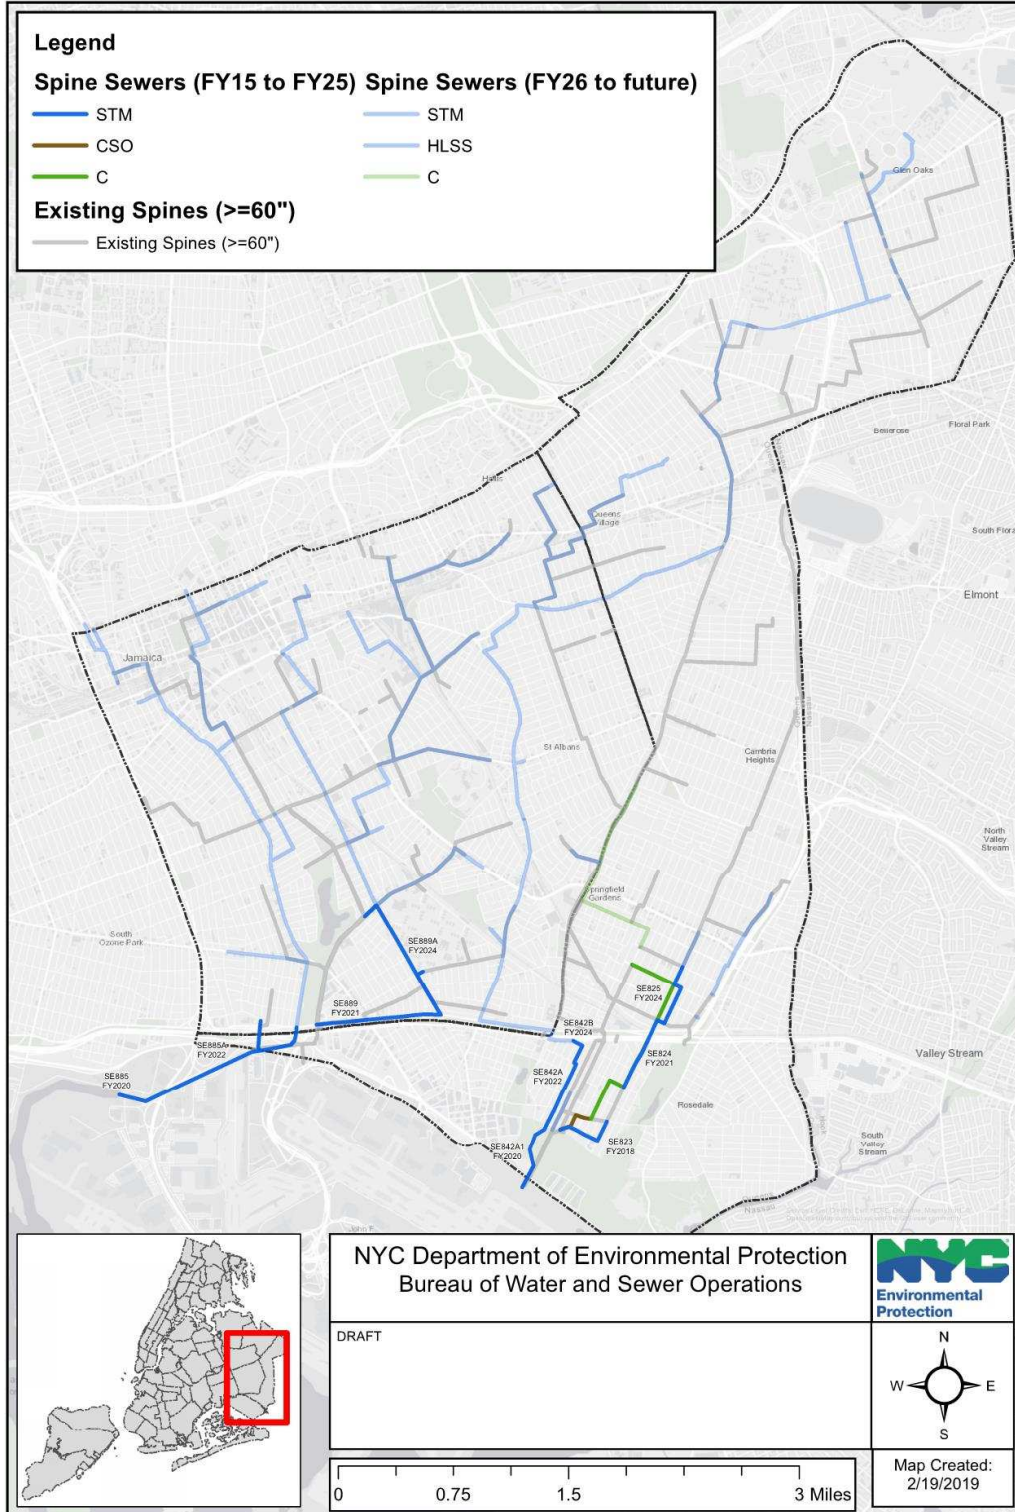 Legend
Spine Sewers (FY15 to FY25) Spine Sewers (FY26 to future)
STM STM
CSO HLSS
C C
Existing Spines (>=60")
Existing Spines (>=60")
Glen Oaks
Floral Park
Bellerose
Hollis
Queens
Village
South Flora
Elmont
Jamaica
St Albans
Cambria
Heights
North
Valley
Stream
Springfield
Gardens
South
Ozone Park
SE889A
FY2024
SE825
FY2024
SE889
FY2021
SE842B
FY2024
SE885A
FY2022
SE824
FY2021
Valley Stream
SE885
FY2020
SE842A
FY2022
Rosedale
SE842A1
FY2020
SE823
FY2018
South
Valley
Stream
Nassau
John F.
NYC Department of Environmental Protection
Bureau of Water and Sewer Operations
NYC
Environmental
Protection
DRAFT
N
W E
S
Map Created:
2/19/2019
0 0.75 1.5 3 Miles